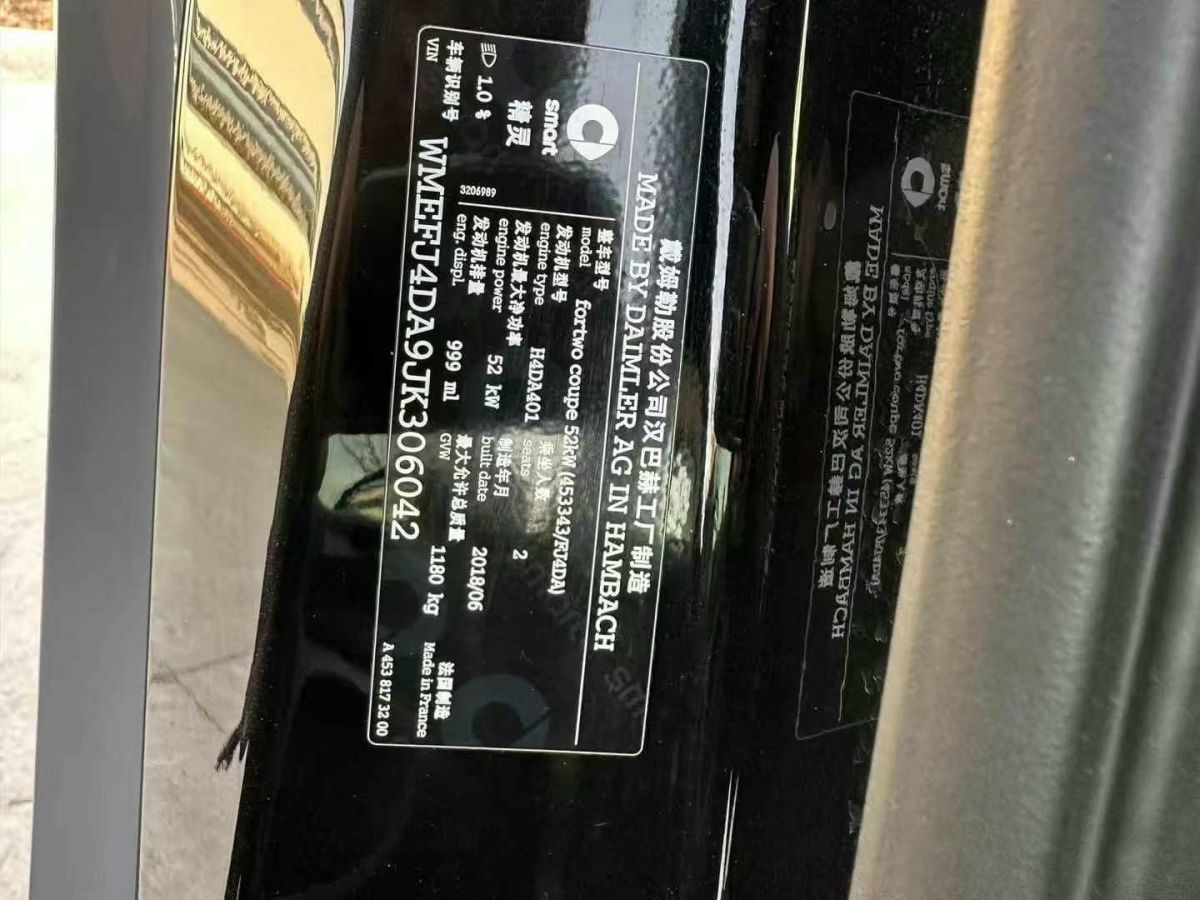 戴姆勒股份公司汉巴赫工厂制造
MADE BY DAIMLER AG IN HAMBACH
smart
精灵
1.0 %
3206989
整车型号
model fortwo coupe 52kW (453343/FJ4DA)
发动机型号 乘坐人数
engine type H4DA401 seats 2
发动机最大净功率 制造年月
engine power 52 kW built date 2018/06
发动机排量 最大允许总质量
eng. displ. 999 ml GVW 1180 kg
车辆识别号
VIN WMEFJ4DA9JK306042
法国制造
Made in France
A 453 817 32 00